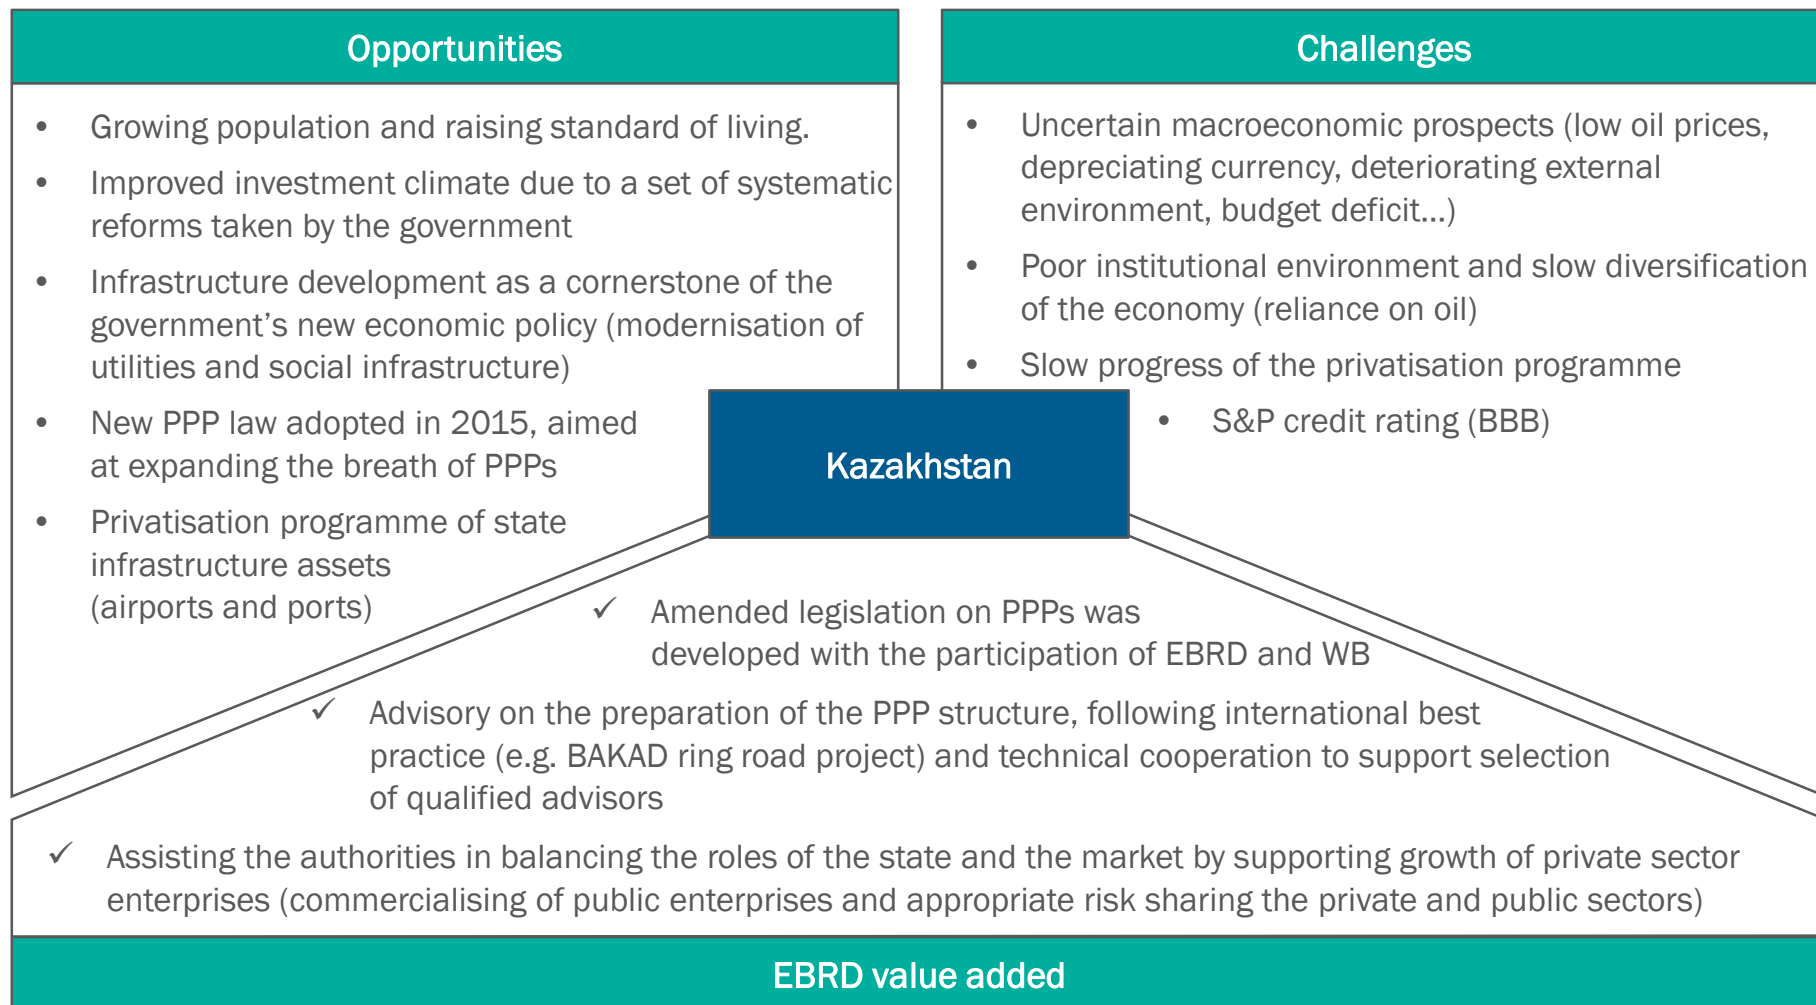 Opportunities
• Growing population and raising standard of living.
• Improved investment climate due to a set of systematic
reforms taken by the government
• Infrastructure development as a cornerstone of the
government’s new economic policy (modernisation of
utilities and social infrastructure)
• New PPP law adopted in 2015, aimed
at expanding the breath of PPPs
• Privatisation programme of state
infrastructure assets
(airports and ports)
Challenges
• Uncertain macroeconomic prospects (low oil prices,
depreciating currency, deteriorating external
environment, budget deficit…)
• Poor institutional environment and slow diversification
of the economy (reliance on oil)
• Slow progress of the privatisation programme
• S&P credit rating (BBB)
Kazakhstan
✓ Amended legislation on PPPs was
developed with the participation of EBRD and WB
✓ Advisory on the preparation of the PPP structure, following international best
practice (e.g. BAKAD ring road project) and technical cooperation to support selection
of qualified advisors
✓ Assisting the authorities in balancing the roles of the state and the market by supporting growth of private sector
enterprises (commercialising of public enterprises and appropriate risk sharing the private and public sectors)
EBRD value added